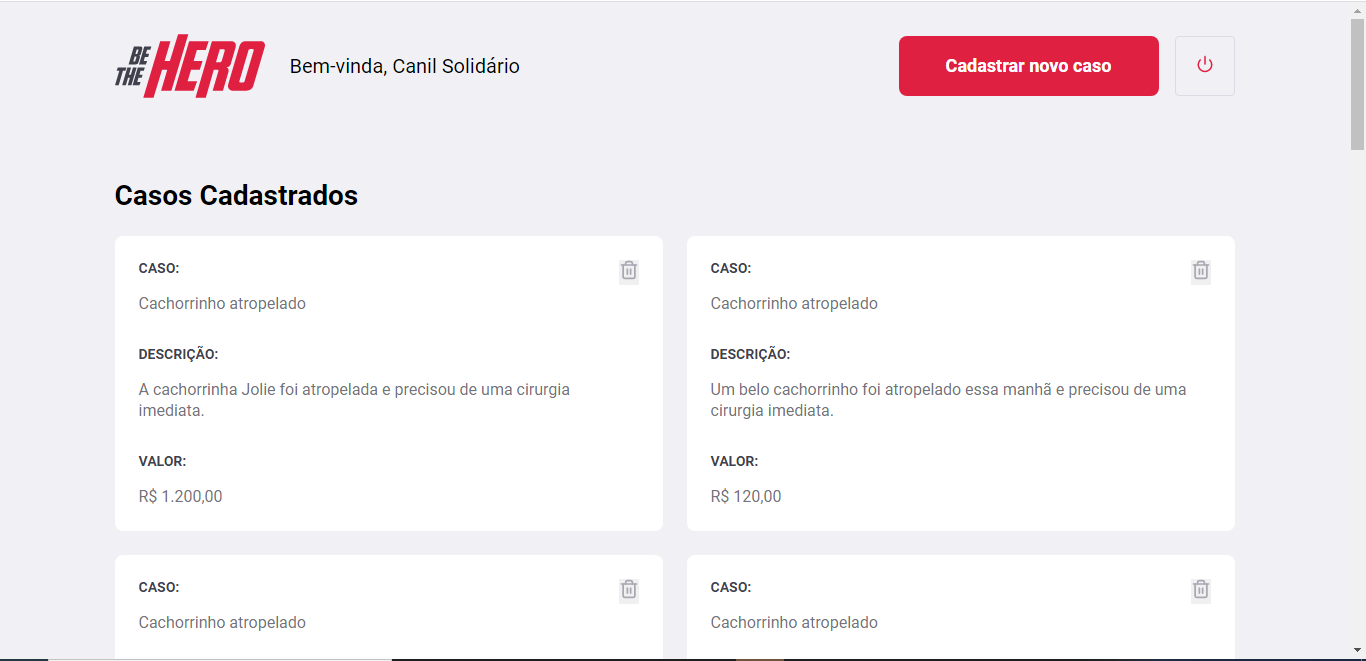 BE THE HERO
Bem-vinda, Canil Solidário
Cadastrar novo caso
Casos Cadastrados
CASO:
Cachorrinho atropelado
DESCRIÇÃO:
A cachorrinha Jolie foi atropelada e precisou de uma cirurgia
imediata.
VALOR:
R$ 1.200,00
CASO:
Cachorrinho atropelado
DESCRIÇÃO:
Um belo cachorrinho foi atropelado essa manhã e precisou de uma
cirurgia imediata.
VALOR:
R$ 120,00
CASO:
Cachorrinho atropelado
CASO:
Cachorrinho atropelado